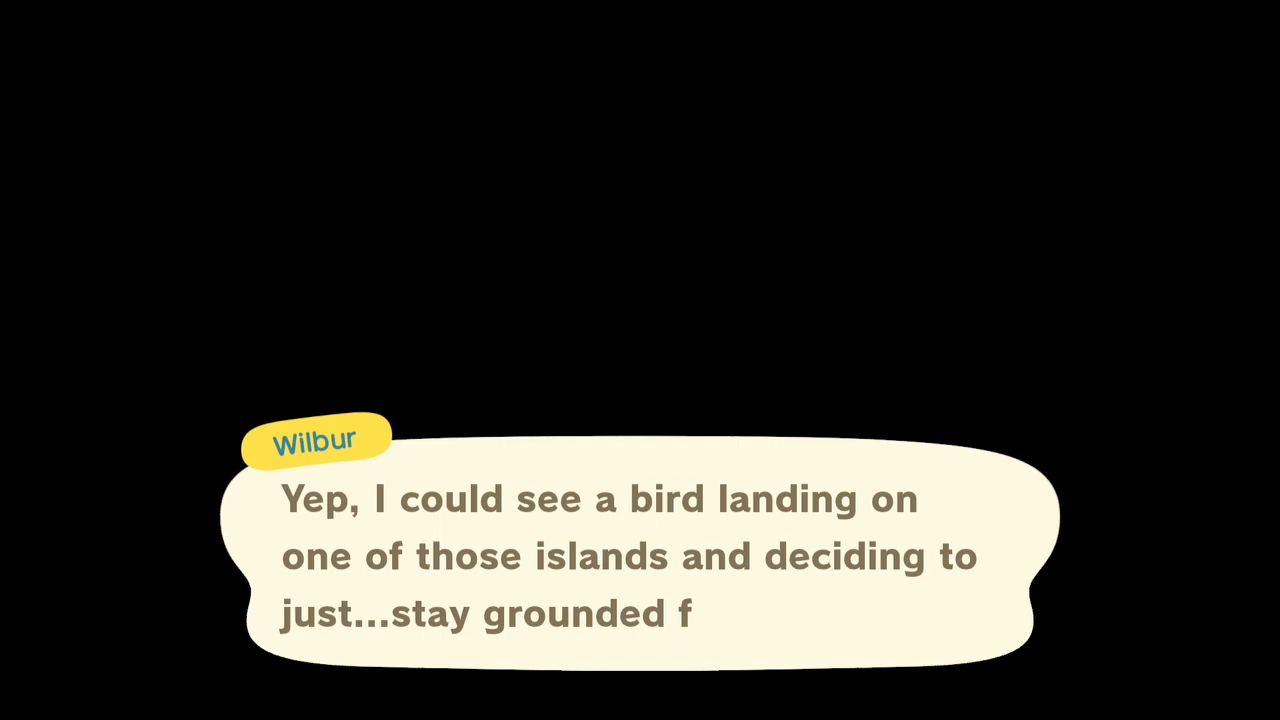 Wilbur
Yep, I could see a bird landing on
one of those islands and deciding to
just...stay grounded f